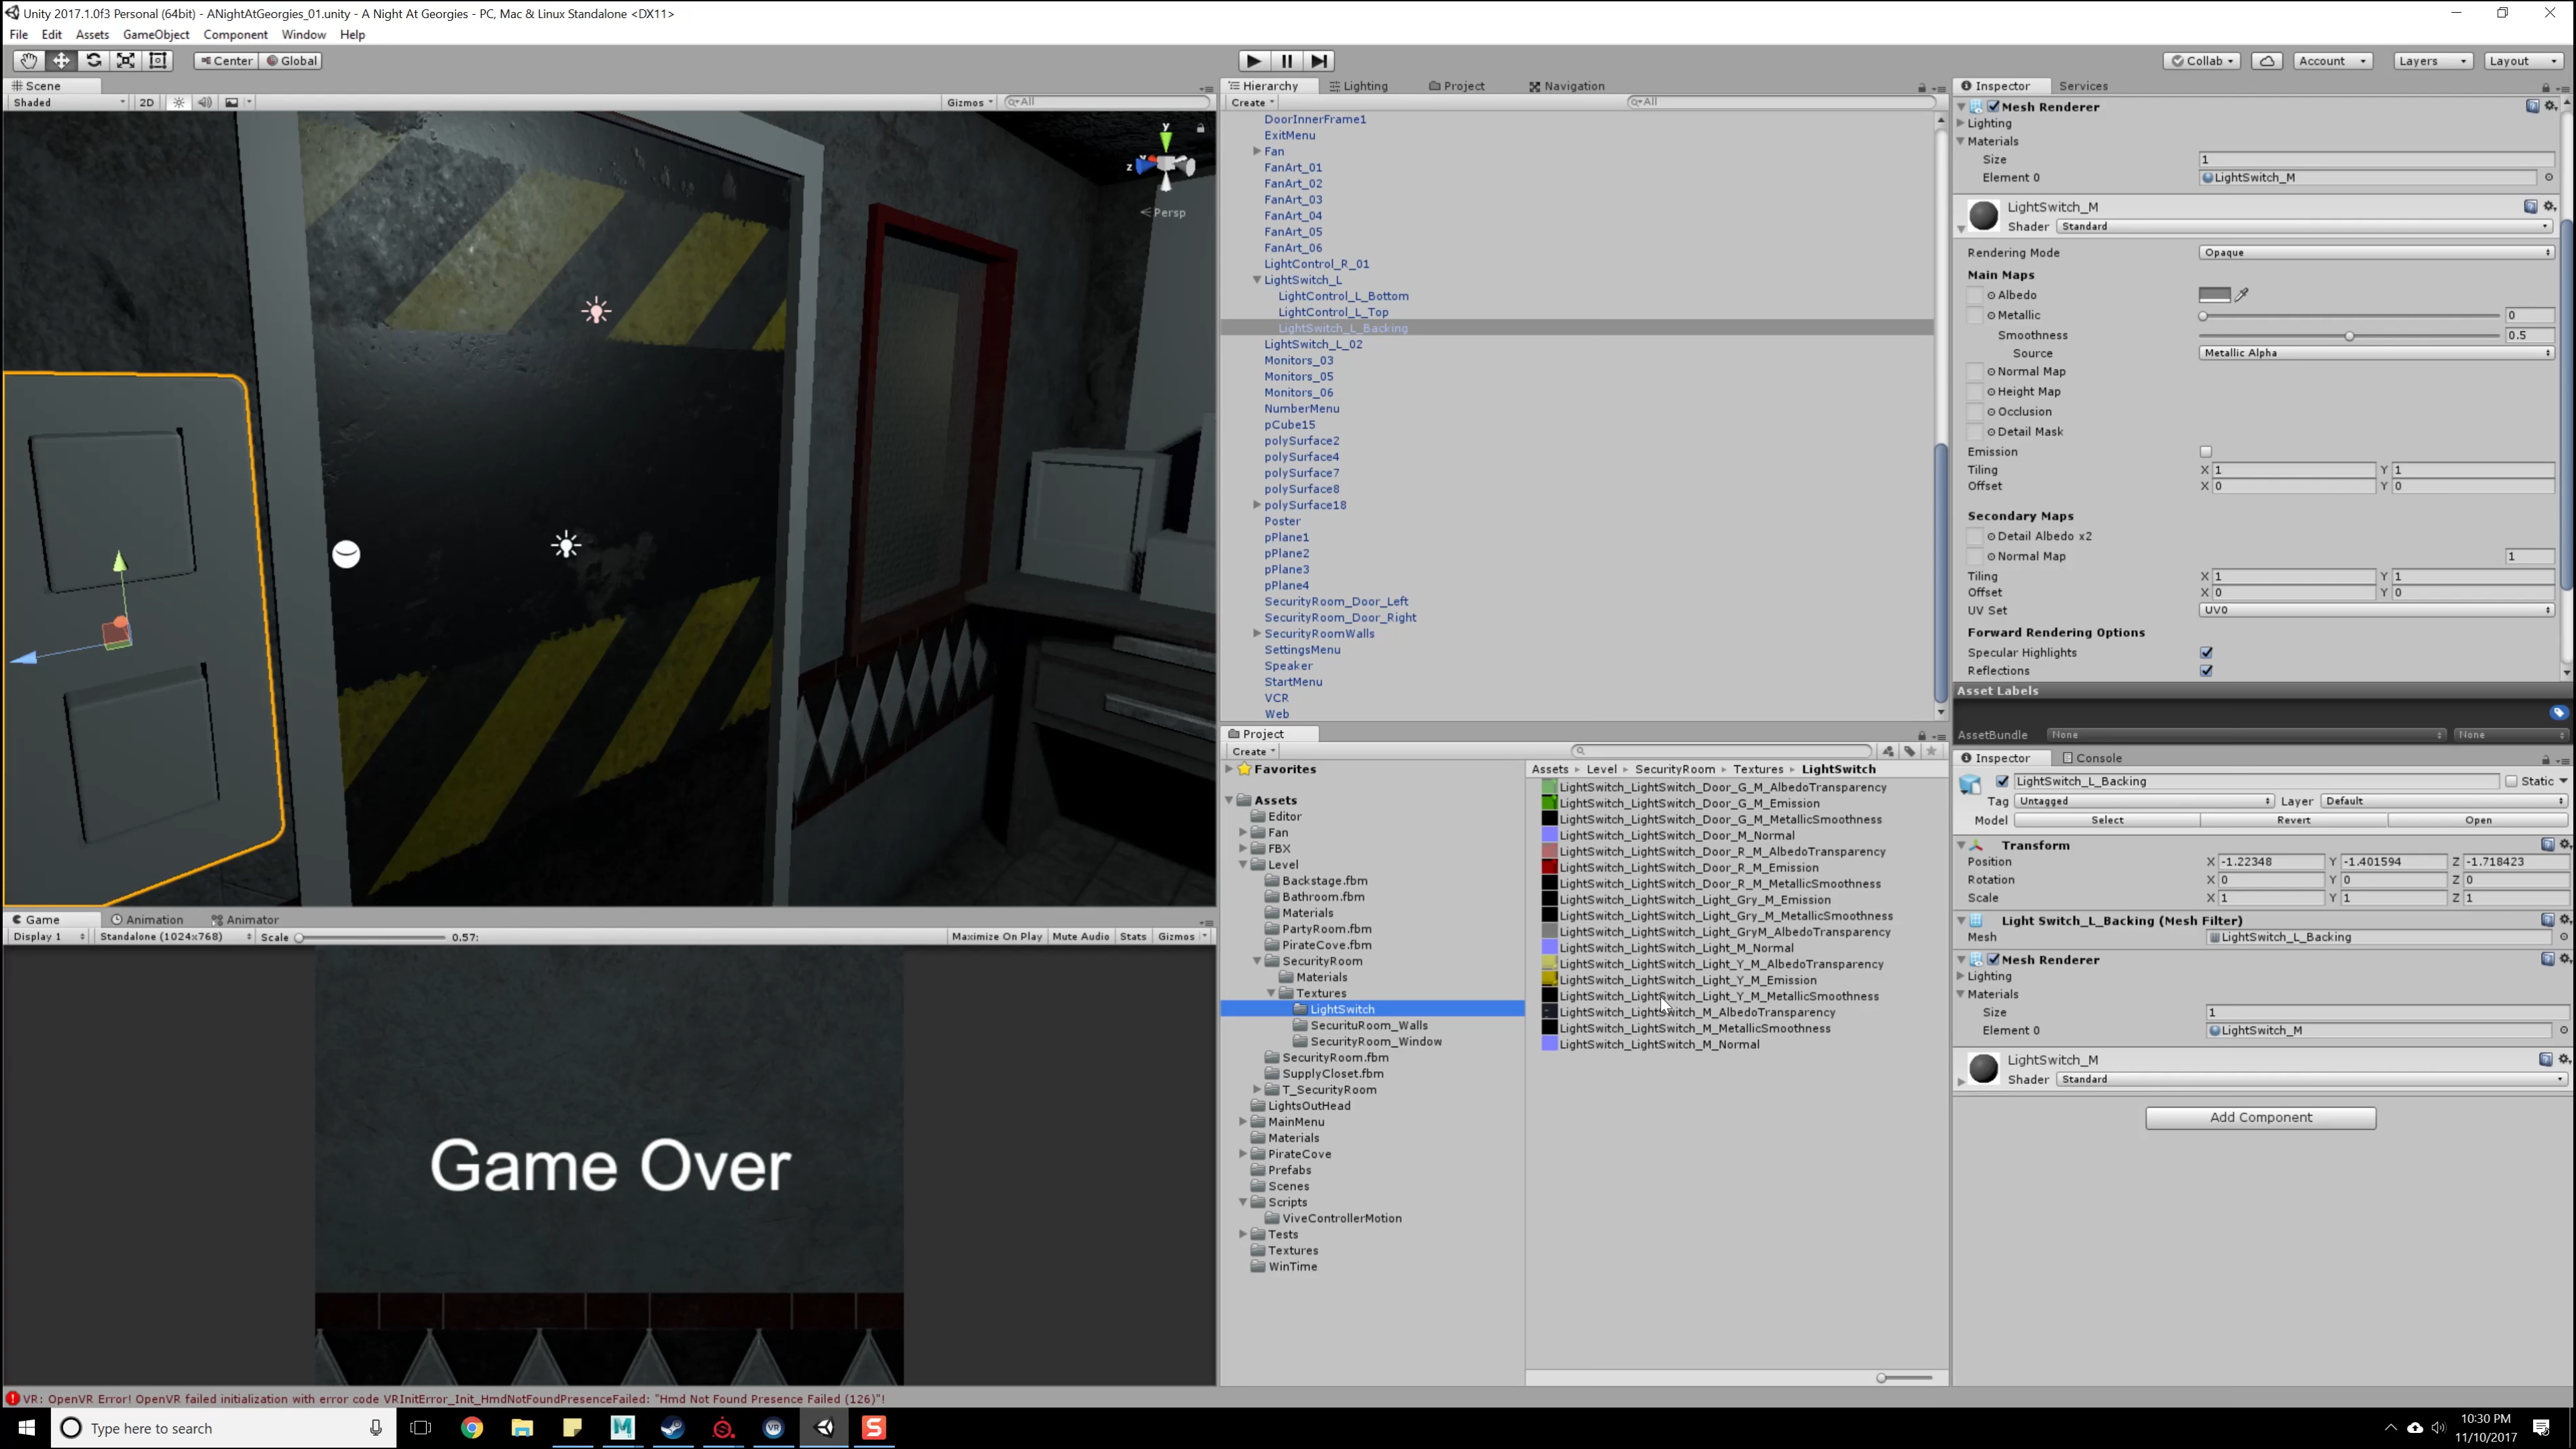 Unity 2017.1.0f3 Personal (64bit) - ANightAtGeorgies_01.unity - A Night At Georgies - PC, Mac & Linux Standalone <DX11>
File Edit Assets GameObject Component Window Help
Center Global
Collab Account Layers Layout
Scene
Shaded 2D Gizmos All
y
z
Persp
Hierarchy Lighting Project Navigation
Create All
DoorInnerFrame1
ExitMenu
Fan
FanArt_01
FanArt_02
FanArt_03
FanArt_04
FanArt_05
FanArt_06
LightControl_R_01
LightSwitch_L
LightControl_L_Bottom
LightControl_L_Top
LightSwitch_L_Backing
LightSwitch_L_02
Monitors_03
Monitors_05
Monitors_06
NumberMenu
pCube15
polySurface2
polySurface4
polySurface7
polySurface8
polySurface18
Poster
pPlane1
pPlane2
pPlane3
pPlane4
SecurityRoom_Door_Left
SecurityRoom_Door_Right
SecurityRoomWalls
SettingsMenu
Speaker
StartMenu
VCR
Web
Inspector Services
Mesh Renderer
Lighting
Materials
Size 1
Element 0 LightSwitch_M
LightSwitch_M
Shader Standard
Rendering Mode Opaque
Main Maps
Albedo
Metallic 0
Smoothness 0.5
Source Metallic Alpha
Normal Map
Height Map
Occlusion
Detail Mask
Emission
Tiling X 1 Y 1
Offset X 0 Y 0
Secondary Maps
Detail Albedo x2
Normal Map 1
Tiling X 1 Y 1
Offset X 0 Y 0
UV Set UV0
Forward Rendering Options
Specular Highlights
Reflections
Asset Labels
AssetBundle None None
Game Animation Animator
Display 1 Standalone (1024x768) Scale 0.57: Maximize On Play Mute Audio Stats Gizmos
Game Over
Project
Create
Favorites
Assets
Editor
Fan
FBX
Level
Backstage.fbm
Bathroom.fbm
Materials
PartyRoom.fbm
PirateCove.fbm
SecurityRoom
Materials
Textures
LightSwitch
SecurituRoom_Walls
SecurityRoom_Window
SecurityRoom.fbm
SupplyCloset.fbm
T_SecurityRoom
LightsOutHead
MainMenu
Materials
PirateCove
Prefabs
Scenes
Scripts
ViveControllerMotion
Tests
Textures
WinTime
Assets Level SecurityRoom Textures LightSwitch
LightSwitch_LightSwitch_Door_G_M_AlbedoTransparency
LightSwitch_LightSwitch_Door_G_M_Emission
LightSwitch_LightSwitch_Door_G_M_MetallicSmoothness
LightSwitch_LightSwitch_Door_M_Normal
LightSwitch_LightSwitch_Door_R_M_AlbedoTransparency
LightSwitch_LightSwitch_Door_R_M_Emission
LightSwitch_LightSwitch_Door_R_M_MetallicSmoothness
LightSwitch_LightSwitch_Light_Gry_M_Emission
LightSwitch_LightSwitch_Light_Gry_M_MetallicSmoothness
LightSwitch_LightSwitch_Light_GryM_AlbedoTransparency
LightSwitch_LightSwitch_Light_M_Normal
LightSwitch_LightSwitch_Light_Y_M_AlbedoTransparency
LightSwitch_LightSwitch_Light_Y_M_Emission
LightSwitch_LightSwitch_Light_Y_M_MetallicSmoothness
LightSwitch_LightSwitch_M_AlbedoTransparency
LightSwitch_LightSwitch_M_MetallicSmoothness
LightSwitch_LightSwitch_M_Normal
Inspector Console
LightSwitch_L_Backing Static
Tag Untagged Layer Default
Model Select Revert Open
Transform
Position X -1.22348 Y -1.401594 Z -1.718423
Rotation X 0 Y 0 Z 0
Scale X 1 Y 1 Z 1
Light Switch_L_Backing (Mesh Filter)
Mesh LightSwitch_L_Backing
Mesh Renderer
Lighting
Materials
Size 1
Element 0 LightSwitch_M
LightSwitch_M
Shader Standard
Add Component
VR: OpenVR Error! OpenVR failed initialization with error code VRInitError_Init_HmdNotFoundPresenceFailed: "Hmd Not Found Presence Failed (126)"!
Type here to search
M
VR
S
10:30 PM
11/10/2017